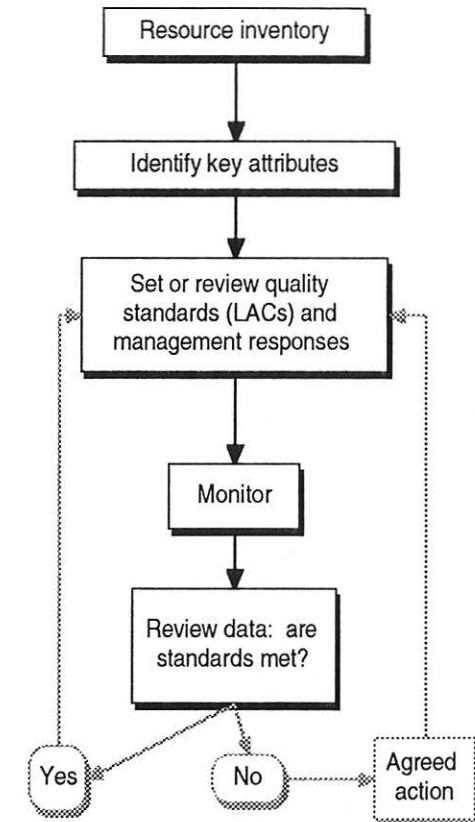 Resource inventory
Identify key attributes
Set or review quality
standards (LACs) and
management responses
Monitor
Review data: are
standards met?
Yes
No
Agreed
action